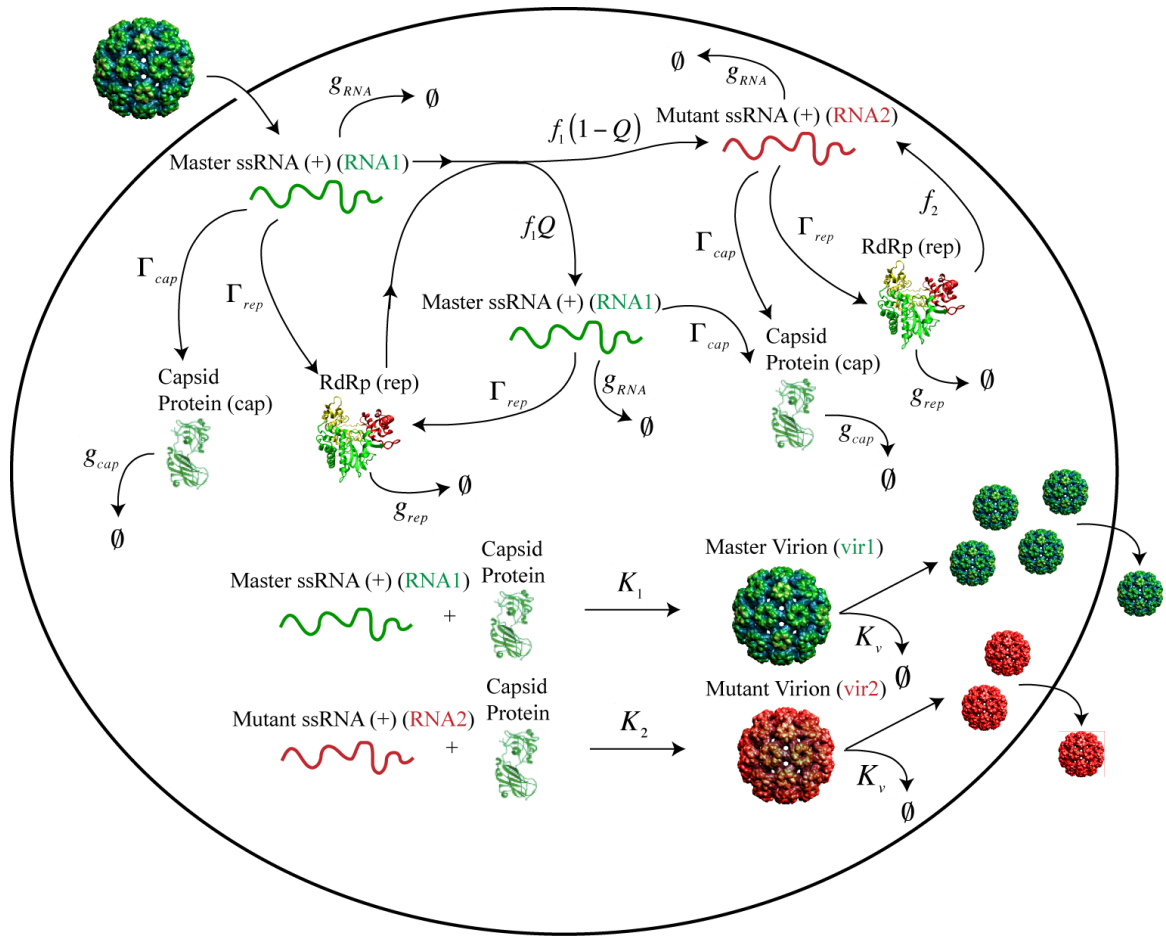 ∅
g_RNA
g_RNA
∅
Mutant ssRNA (+) (RNA2)
f_1(1−Q)
Master ssRNA (+) (RNA1)
f_2
f_1Q
Γ_cap
Γ_rep
RdRp (rep)
Γ_cap
Γ_rep
Master ssRNA (+) (RNA1)
Γ_cap
Capsid
Protein (cap)
∅
g_rep
Capsid
Protein (cap)
RdRp (rep)
Γ_rep
g_RNA
∅
g_cap
∅
g_cap
∅
g_rep
∅
Master ssRNA (+) (RNA1)
+
Capsid
Protein
K_1
Master Virion (vir1)
K_v
∅
Mutant ssRNA (+) (RNA2)
+
Capsid
Protein
K_2
Mutant Virion (vir2)
K_v
∅